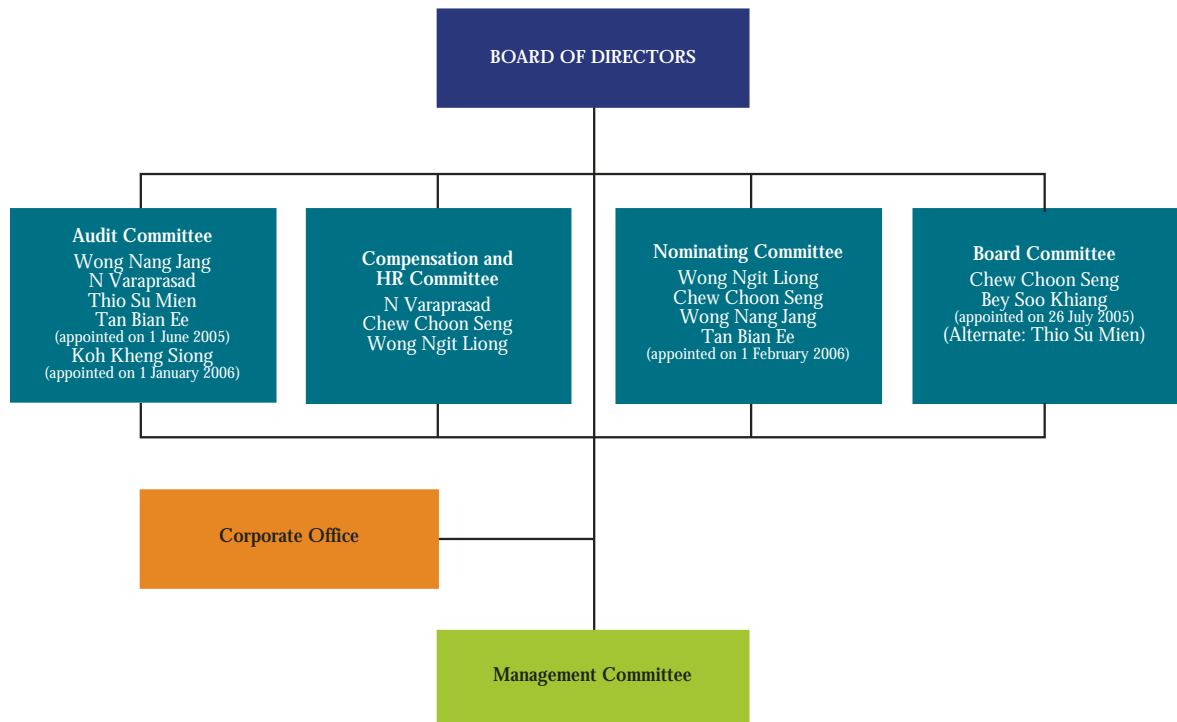 BOARD OF DIRECTORS
Audit Committee
Wong Nang Jang
N Varaprasad
Thio Su Mien
Tan Bian Ee
(appointed on 1 June 2005)
Koh Kheng Siong
(appointed on 1 January 2006)
Compensation and
HR Committee
N Varaprasad
Chew Choon Seng
Wong Ngit Liong
Nominating Committee
Wong Ngit Liong
Chew Choon Seng
Wong Nang Jang
Tan Bian Ee
(appointed on 1 February 2006)
Board Committee
Chew Choon Seng
Bey Soo Khiang
(appointed on 26 July 2005)
(Alternate: Thio Su Mien)
Corporate Office
Management Committee